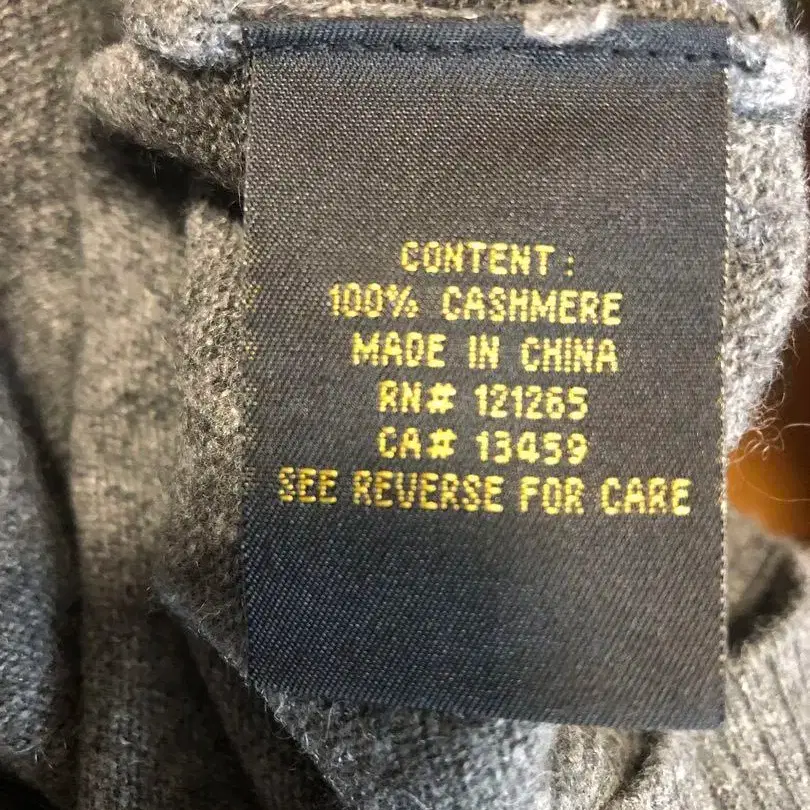 CONTENT :
100% CASHMERE
MADE IN CHINA
RN# 121265
CA# 13459
SEE REVERSE FOR CARE